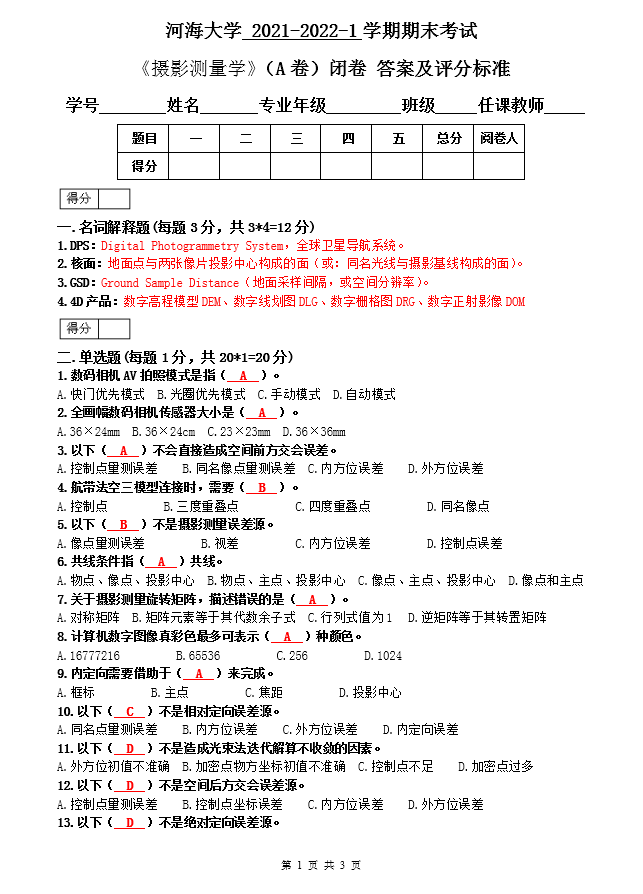 河海大学 2021-2022-1 学期期末考试
《摄影测量学》（A 卷）闭卷 答案及评分标准
学号________姓名_______专业年级_________班级_____任课教师_____
题目 一 二 三 四 五 总分 阅卷人
得分
得分
一.名词解释题(每题 3 分, 共 3*4=12 分)
1.DPS：Digital Photogrammetry System，全球卫星导航系统。
2.核面：地面点与两张像片投影中心构成的面（或：同名光线与摄影基线构成的面）。
3.GSD：Ground Sample Distance（地面采样间隔，或空间分辨率）。
4.4D 产品：数字高程模型 DEM、数字线划图 DLG、数字栅格图 DRG、数字正射影像 DOM
得分
二.单选题(每题 1 分, 共 20*1=20 分)
1.数码相机 AV 拍照模式是指（ A ）。
A.快门优先模式 B.光圈优先模式 C.手动模式 D.自动模式
2.全画幅数码相机传感器大小是（ A ）。
A.36×24mm B.36×24cm C.23×23mm D.36×36mm
3.以下（ A ）不会直接造成空间前方交会误差。
A.控制点量测误差 B.同名像点量测误差 C.内方位误差 D.外方位误差
4.航带法空三模型连接时，需要（ B ）。
A.控制点 B.三度重叠点 C.四度重叠点 D.同名像点
5.以下（ B ）不是摄影测量误差源。
A.像点量测误差 B.视差 C.内方位误差 D.控制点误差
6.共线条件指（ A ）共线。
A.物点、像点、投影中心 B.物点、主点、投影中心 C.像点、主点、投影中心 D.像点和主点
7.关于摄影测量旋转矩阵，描述错误的是（ A ）。
A.对称矩阵 B.矩阵元素等于其代数余子式 C.行列式值为 1 D.逆矩阵等于其转置矩阵
8.计算机数字图像真彩色最多可表示（ A ）种颜色。
A.16777216 B.65536 C.256 D.1024
9.内定向需要借助于（ A ）来完成。
A.框标 B.主点 C.焦距 D.投影中心
10.以下（ C ）不是相对定向误差源。
A.同名点量测误差 B.内方位误差 C.外方位误差 D.内定向误差
11.以下（ D ）不是造成光束法迭代解算不收敛的因素。
A.外方位初值不准确 B.加密点物方坐标初值不准确 C.控制点不足 D.加密点过多
12.以下（ D ）不是空间后方交会误差源。
A.控制点量测误差 B.控制点坐标误差 C.内方位误差 D.外方位误差
13.以下（ D ）不是绝对定向误差源。
第 1 页 共 3 页